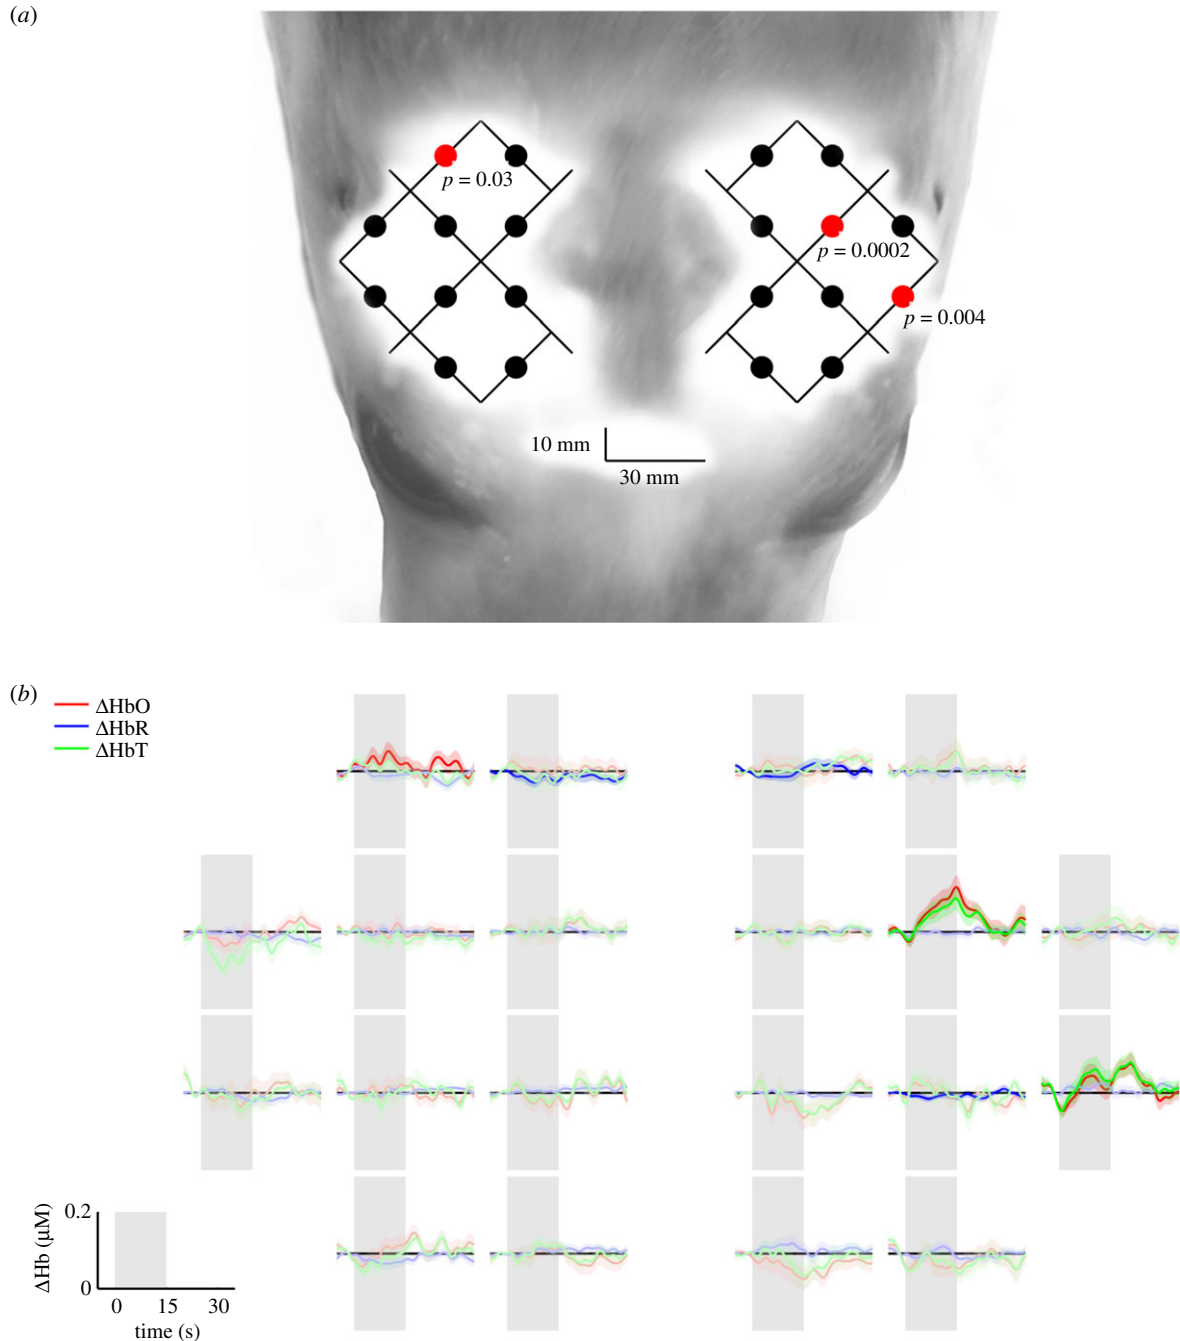 (a)
p = 0.03
p = 0.0002
p = 0.004
10 mm
30 mm
(b)
ΔHbO
ΔHbR
ΔHbT
0.2
ΔHb (μM)
0
0 15 30
time (s)